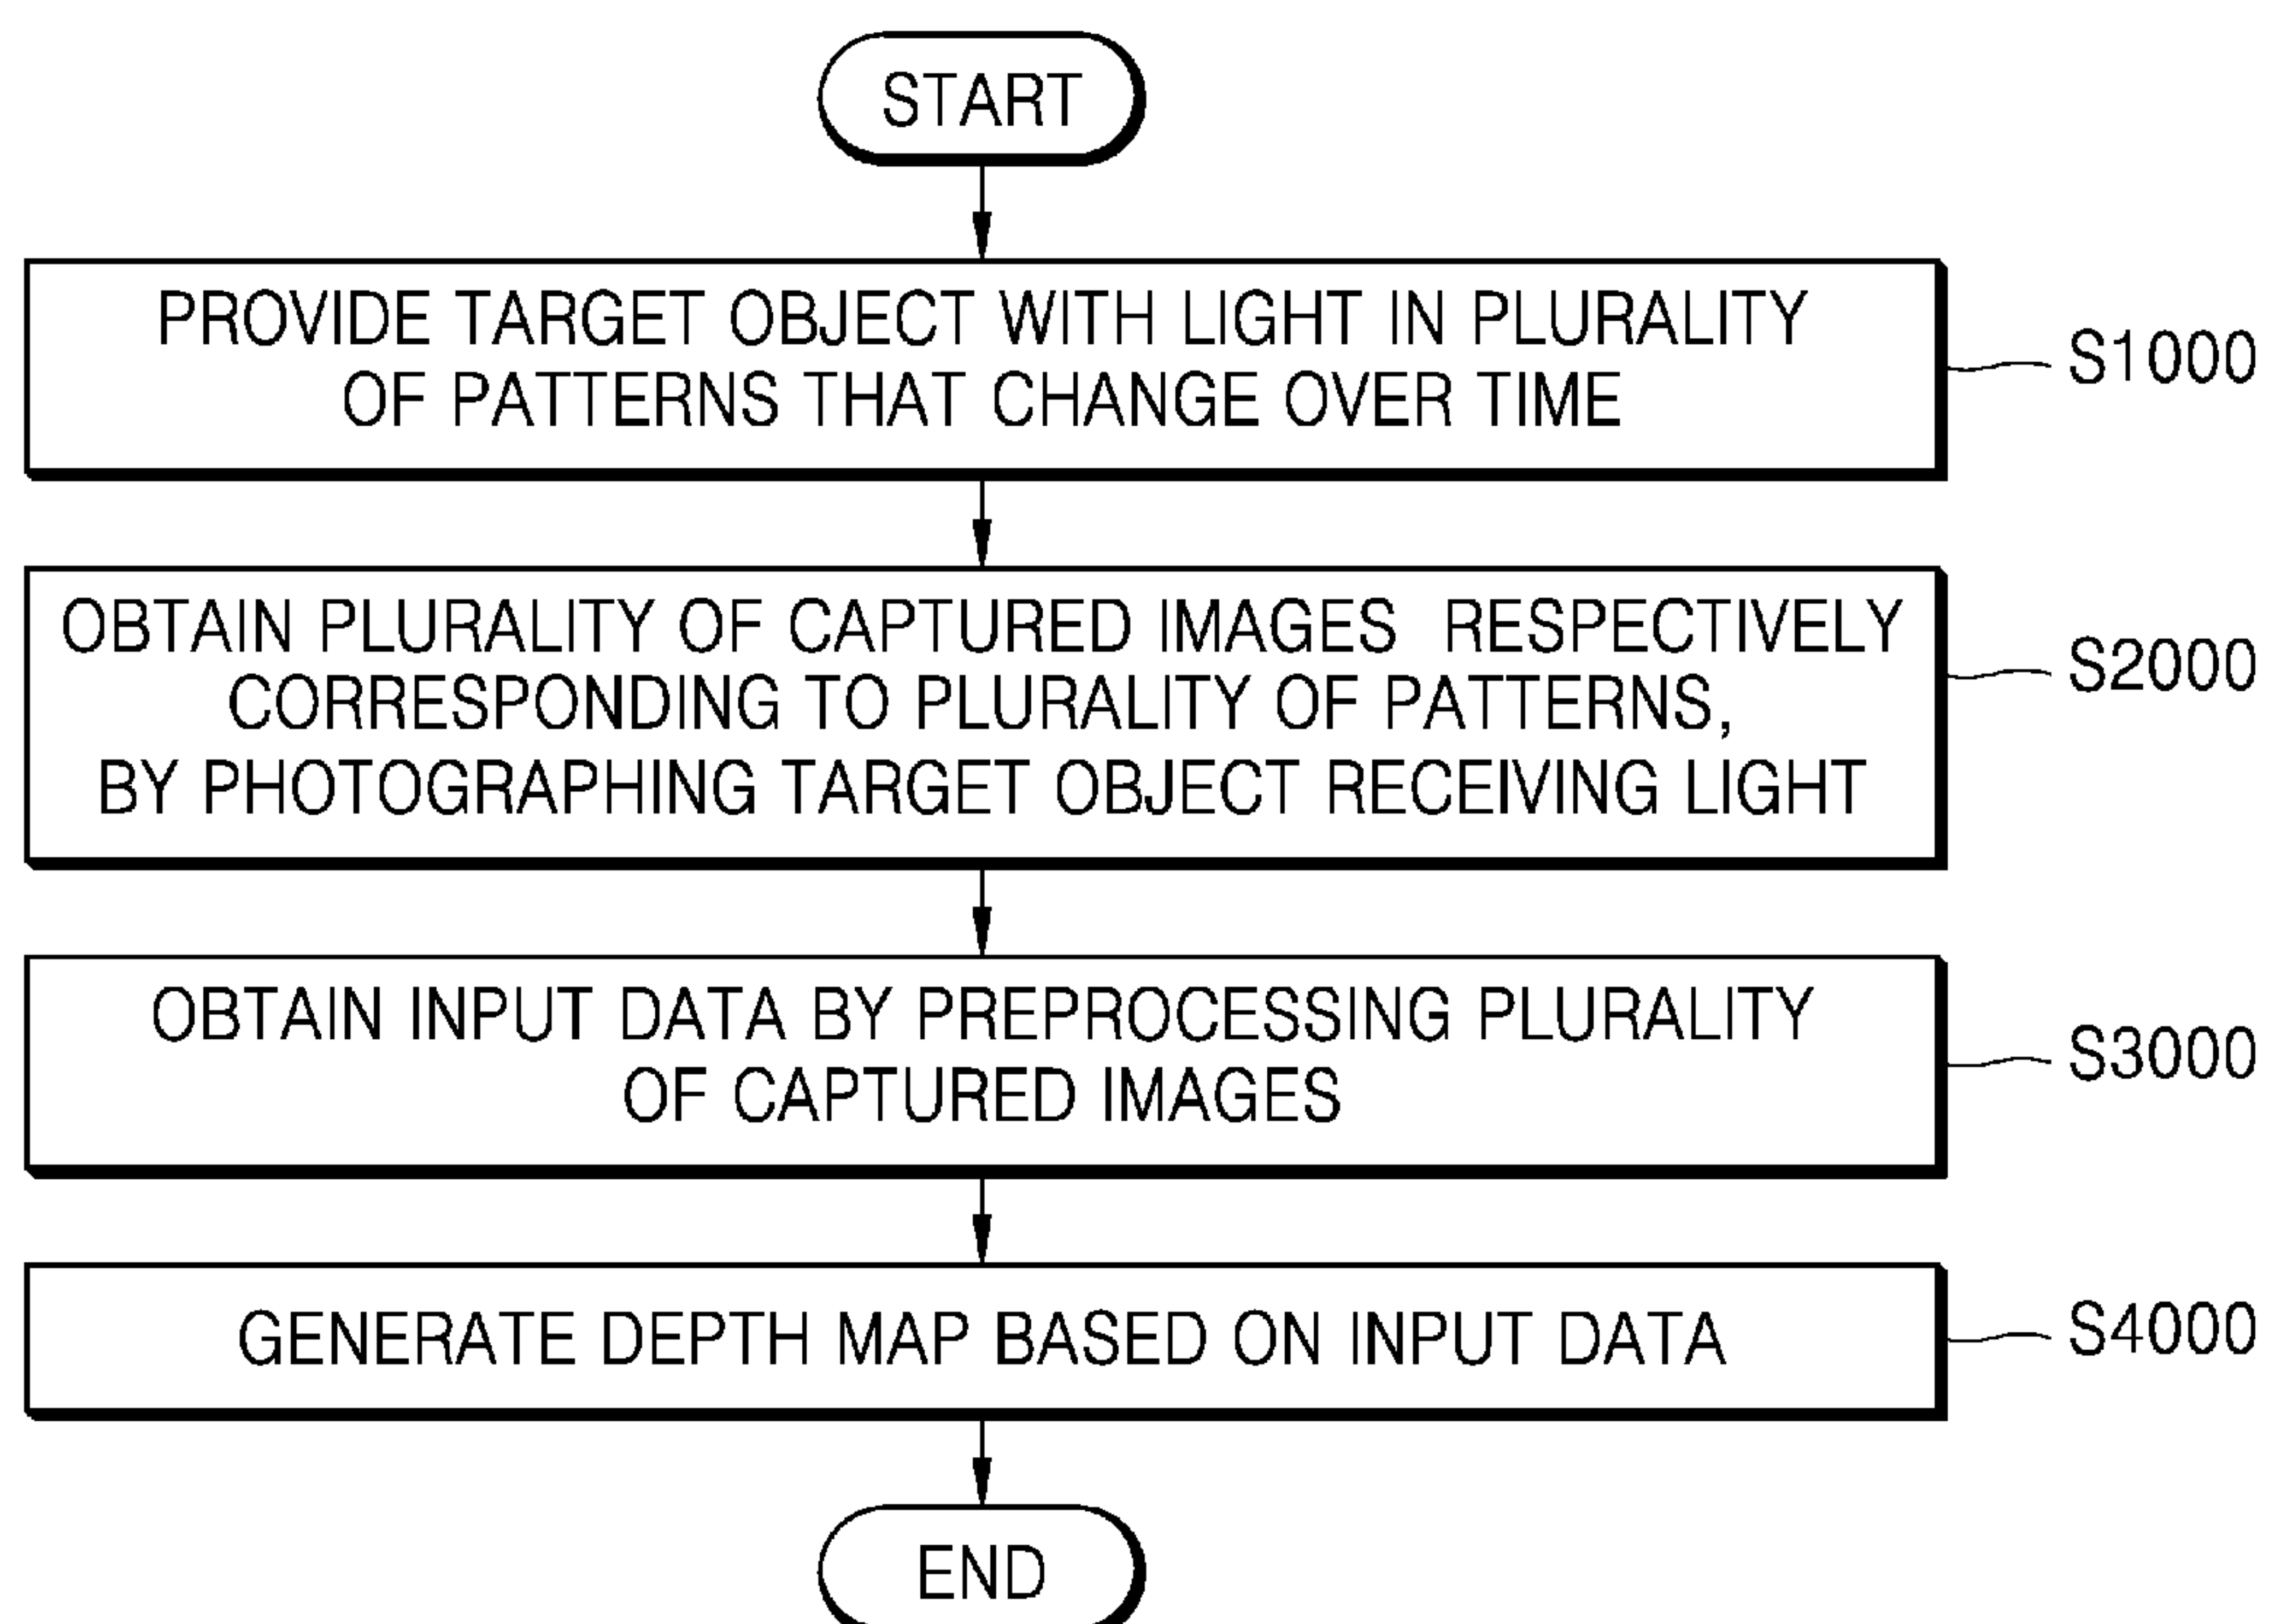 START
PROVIDE TARGET OBJECT WITH LIGHT IN PLURALITY
OF PATTERNS THAT CHANGE OVER TIME
S1000
OBTAIN PLURALITY OF CAPTURED IMAGES RESPECTIVELY
CORRESPONDING TO PLURALITY OF PATTERNS,
BY PHOTOGRAPHING TARGET OBJECT RECEIVING LIGHT
S2000
OBTAIN INPUT DATA BY PREPROCESSING PLURALITY
OF CAPTURED IMAGES
S3000
GENERATE DEPTH MAP BASED ON INPUT DATA
S4000
END